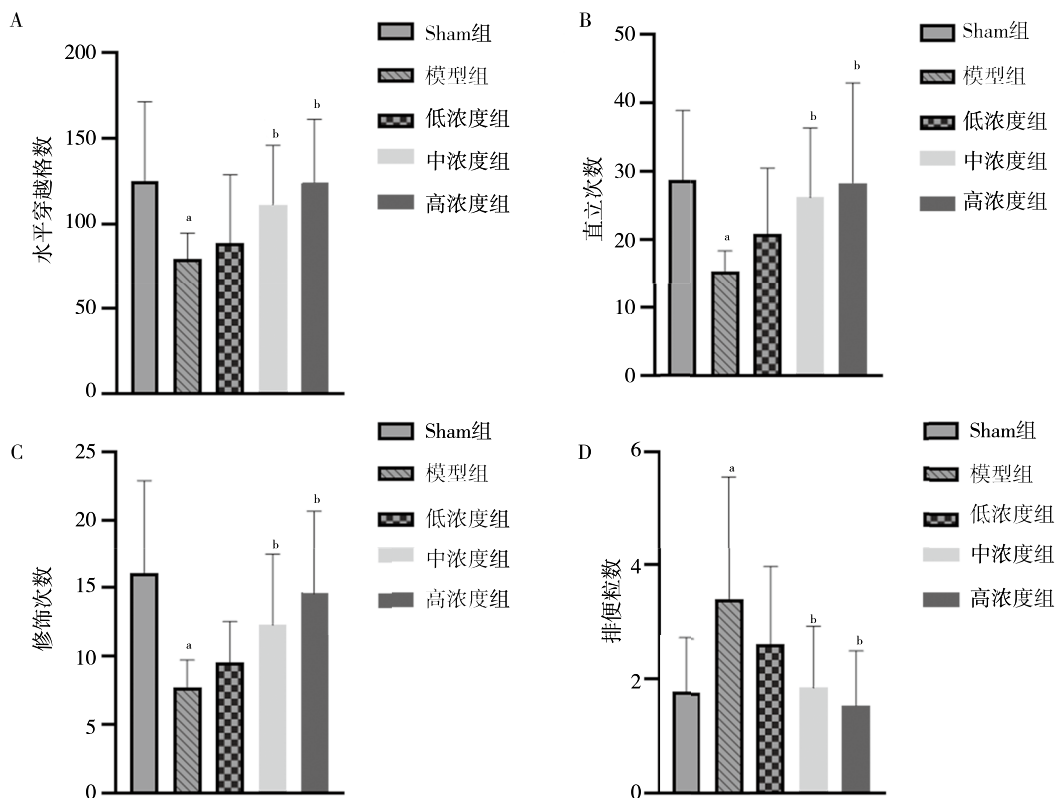 A
水平穿越格数
200
150
100
50
0
a
b
b
Sham组
模型组
低浓度组
中浓度组
高浓度组
B
直立次数
50
40
30
20
10
0
a
b
b
Sham组
模型组
低浓度组
中浓度组
高浓度组
C
修饰次数
25
20
15
10
5
0
a
b
b
Sham组
模型组
低浓度组
中浓度组
高浓度组
D
排便粒数
6
4
2
0
a
b
b
Sham组
模型组
低浓度组
中浓度组
高浓度组